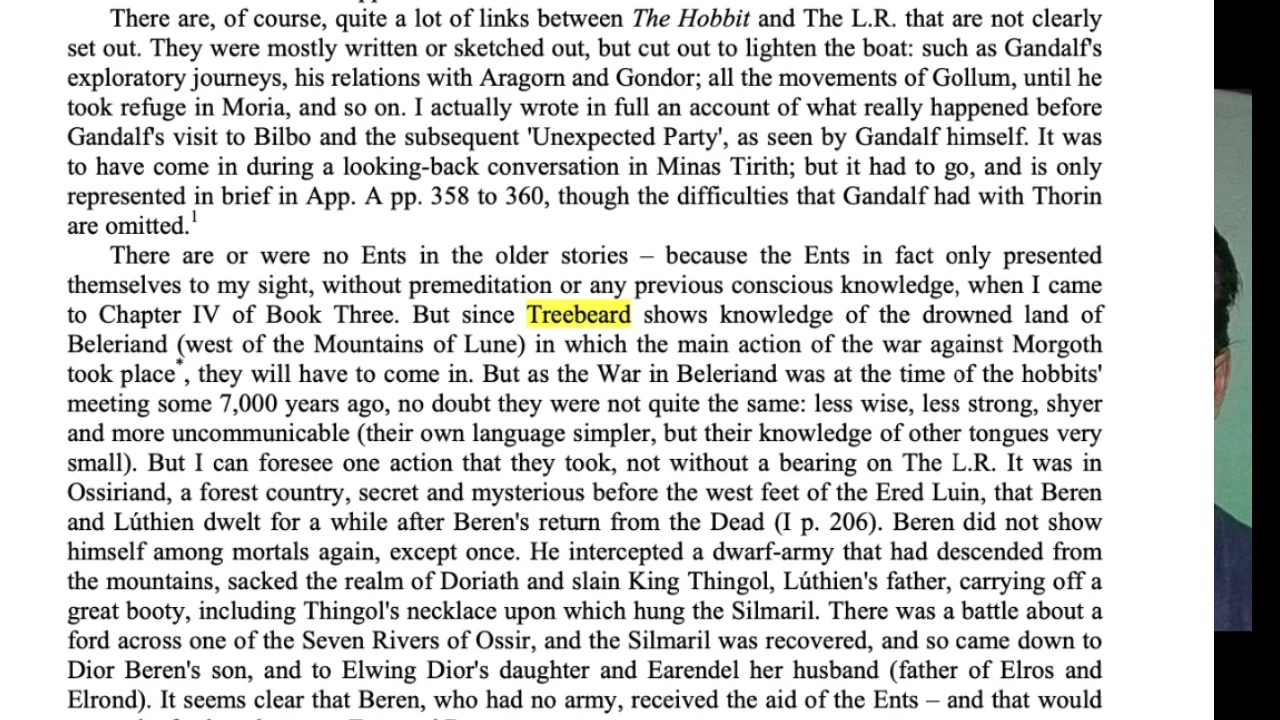 There are, of course, quite a lot of links between The Hobbit and The L.R. that are not clearly
set out. They were mostly written or sketched out, but cut out to lighten the boat: such as Gandalf's
exploratory journeys, his relations with Aragorn and Gondor; all the movements of Gollum, until he
took refuge in Moria, and so on. I actually wrote in full an account of what really happened before
Gandalf's visit to Bilbo and the subsequent 'Unexpected Party', as seen by Gandalf himself. It was
to have come in during a looking-back conversation in Minas Tirith; but it had to go, and is only
represented in brief in App. A pp. 358 to 360, though the difficulties that Gandalf had with Thorin
are omitted.1
There are or were no Ents in the older stories – because the Ents in fact only presented
themselves to my sight, without premeditation or any previous conscious knowledge, when I came
to Chapter IV of Book Three. But since Treebeard shows knowledge of the drowned land of
Beleriand (west of the Mountains of Lune) in which the main action of the war against Morgoth
took place*, they will have to come in. But as the War in Beleriand was at the time of the hobbits'
meeting some 7,000 years ago, no doubt they were not quite the same: less wise, less strong, shyer
and more uncommunicable (their own language simpler, but their knowledge of other tongues very
small). But I can foresee one action that they took, not without a bearing on The L.R. It was in
Ossiriand, a forest country, secret and mysterious before the west feet of the Ered Luin, that Beren
and Lúthien dwelt for a while after Beren's return from the Dead (I p. 206). Beren did not show
himself among mortals again, except once. He intercepted a dwarf-army that had descended from
the mountains, sacked the realm of Doriath and slain King Thingol, Lúthien's father, carrying off a
great booty, including Thingol's necklace upon which hung the Silmaril. There was a battle about a
ford across one of the Seven Rivers of Ossir, and the Silmaril was recovered, and so came down to
Dior Beren's son, and to Elwing Dior's daughter and Earendel her husband (father of Elros and
Elrond). It seems clear that Beren, who had no army, received the aid of the Ents – and that would